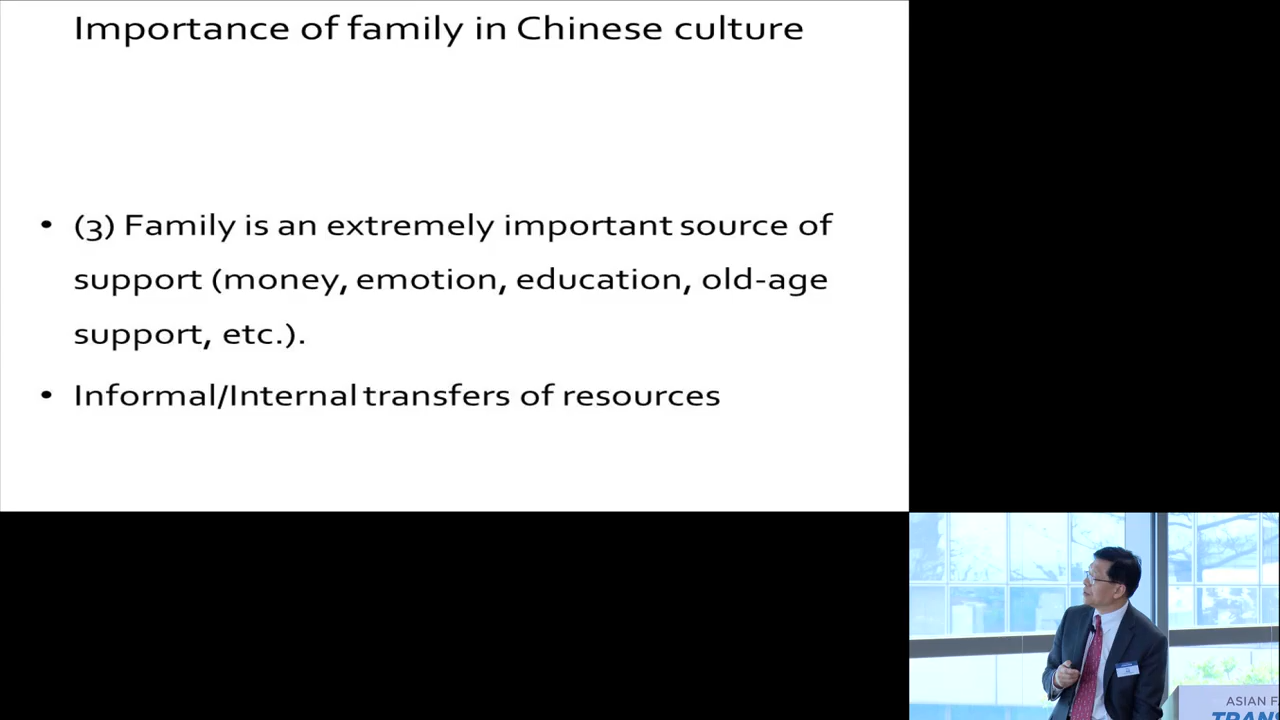 Importance of family in Chinese culture
• (3) Family is an extremely important source of
support (money, emotion, education, old-age
support, etc.).
• Informal/Internal transfers of resources
ASIAN F
TRANS